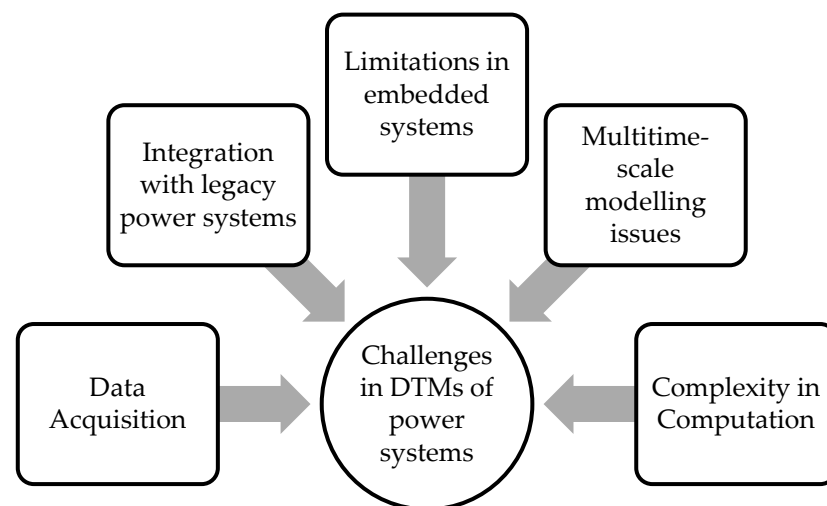 Limitations in
embedded
systems
Integration
with legacy
power systems
Multitime-
scale
modelling
issues
Data
Acquisition
Challenges
in DTMs of
power
systems
Complexity in
Computation